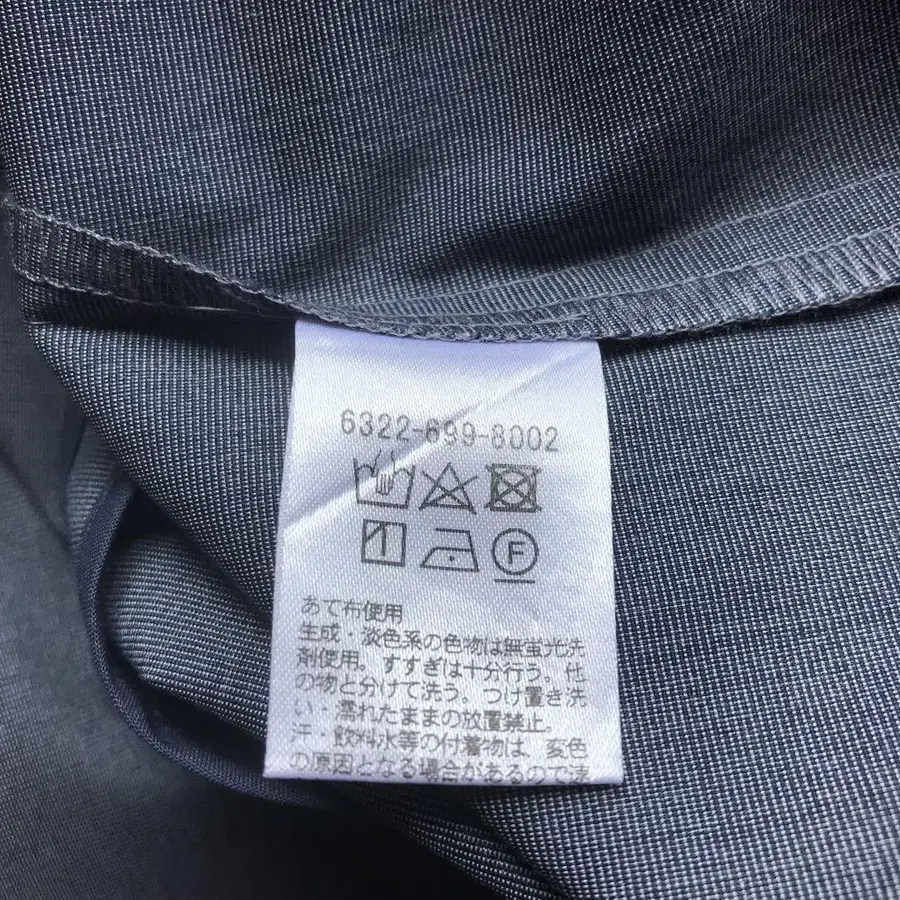 6322-699-8002
F
あて布使用
生成・淡色系の色物は無蛍光洗
剤使用。すすぎは十分行う。他
の物と分けて洗う。つけ置き洗
い・濡れたままの放置禁止。
汗・飲料水等の付着物は、変色
の原因となる場合があるので速